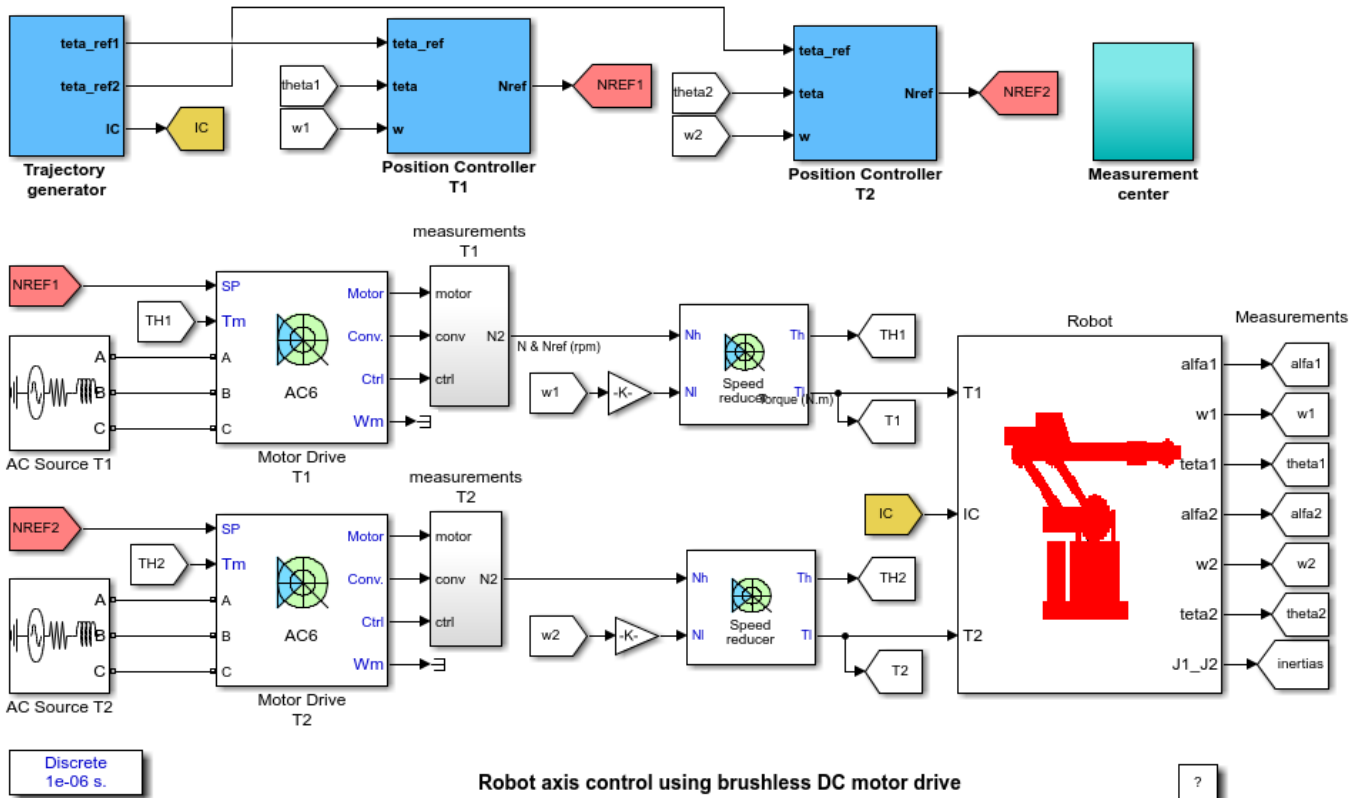 teta_ref1
teta_ref2
IC
Trajectory
generator
IC
theta1
w1
teta_ref
teta
w
Nref
Position Controller
T1
NREF1
theta2
w2
teta_ref
teta
w
Nref
Position Controller
T2
NREF2
Measurement
center
NREF1
TH1
A
B
C
AC Source T1
SP
Tm
A
B
C
Motor
Conv.
Ctrl
Wm
AC6
Motor Drive
T1
measurements
T1
motor
conv
ctrl
N2
N & Nref (rpm)
w1
-K-
Nh
Nl
Th
Tl
Speed
reducer
Torque (N.m)
TH1
T1
NREF2
TH2
A
B
C
AC Source T2
SP
Tm
A
B
C
Motor
Conv.
Ctrl
Wm
AC6
Motor Drive
T2
measurements
T2
motor
conv
ctrl
N2
w2
-K-
Nh
Nl
Th
Tl
Speed
reducer
TH2
T2
IC
Robot
T1
IC
T2
alfa1
w1
teta1
alfa2
w2
teta2
J1_J2
Measurements
alfa1
w1
theta1
alfa2
w2
theta2
inertias
Discrete
1e-06 s.
Robot axis control using brushless DC motor drive
?